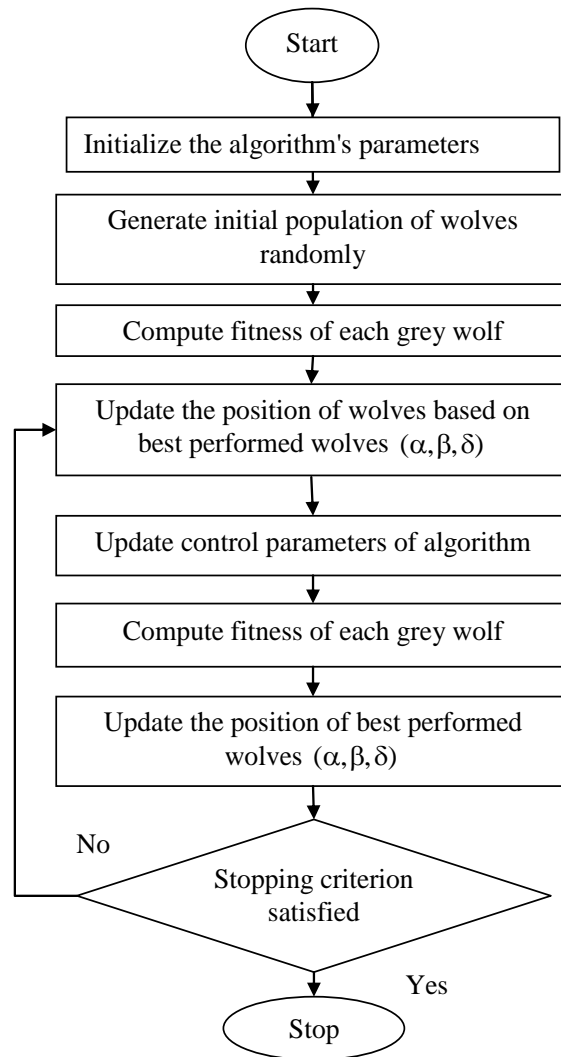 Start
Initialize the algorithm's parameters
Generate initial population of wolves
randomly
Compute fitness of each grey wolf
Update the position of wolves based on
best performed wolves (α,β,δ)
Update control parameters of algorithm
Compute fitness of each grey wolf
Update the position of best performed
wolves (α,β,δ)
No
Stopping criterion
satisfied
Yes
Stop